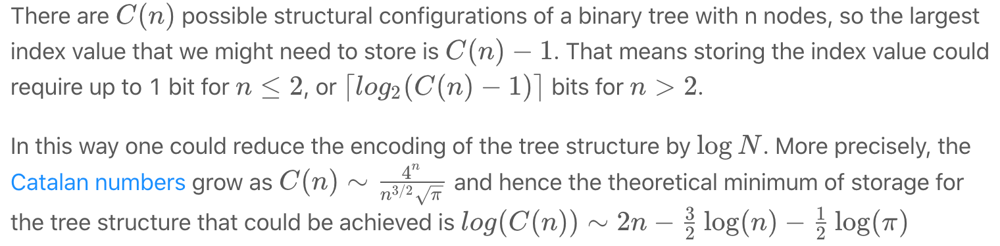 There are $C(n)$ possible structural configurations of a binary tree with n nodes, so the largest
index value that we might need to store is $C(n) - 1$. That means storing the index value could
require up to 1 bit for $n \leq 2$, or $\lceil log_2(C(n) - 1) \rceil$ bits for $n > 2$.
In this way one could reduce the encoding of the tree structure by $\log N$. More precisely, the
Catalan numbers grow as $C(n) \sim \frac{4^n}{n^{3/2}\sqrt{\pi}}$ and hence the theoretical minimum of storage for
the tree structure that could be achieved is $log(C(n)) \sim 2n - \frac{3}{2}\log(n) - \frac{1}{2}\log(\pi)$